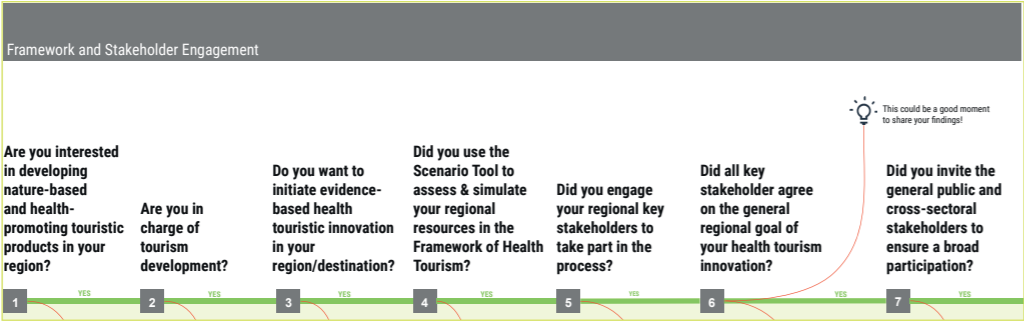 Framework and Stakeholder Engagement
This could be a good moment
to share your findings!
Are you interested
in developing
nature-based
and health-
promoting touristic
products in your
region?
Are you in
charge of
tourism
development?
Do you want to
initiate evidence-
based health
touristic innovation
in your
region/destination?
Did you use the
Scenario Tool to
assess & simulate
your regional
resources in the
Framework of Health
Tourism?
Did you engage
your regional key
stakeholders to
take part in the
process?
Did all key
stakeholder agree
on the general
regional goal of
your health tourism
innovation?
Did you invite the
general public and
cross-sectoral
stakeholders to
ensure a broad
participation?
1 YES 2 YES 3 YES 4 YES 5 YES 6 YES 7 YES